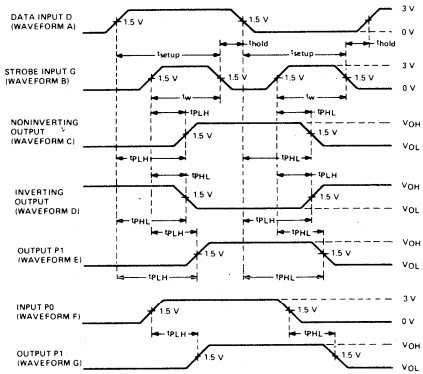 DATA INPUT D
(WAVEFORM A)
1.5 V
1.5 V
3 V
0 V
thold
thold
tsetup
tsetup
STROBE INPUT G
(WAVEFORM B)
1.5 V
1.5 V
1.5 V
1.5 V
3 V
0 V
tw
tw
tPLH
tPHL
NONINVERTING
OUTPUT
(WAVEFORM C)
1.5 V
1.5 V
VOH
VOL
tPLH
tPHL
tPHL
tPLH
INVERTING
OUTPUT
(WAVEFORM D)
1.5 V
1.5 V
VOH
VOL
tPHL
tPLH
tPLH
tPHL
OUTPUT P1
(WAVEFORM E)
1.5 V
1.5 V
VOH
VOL
tPLH
tPHL
INPUT P0
(WAVEFORM F)
1.5 V
1.5 V
3 V
0 V
tPLH
tPHL
OUTPUT P1
(WAVEFORM G)
1.5 V
1.5 V
VOH
VOL